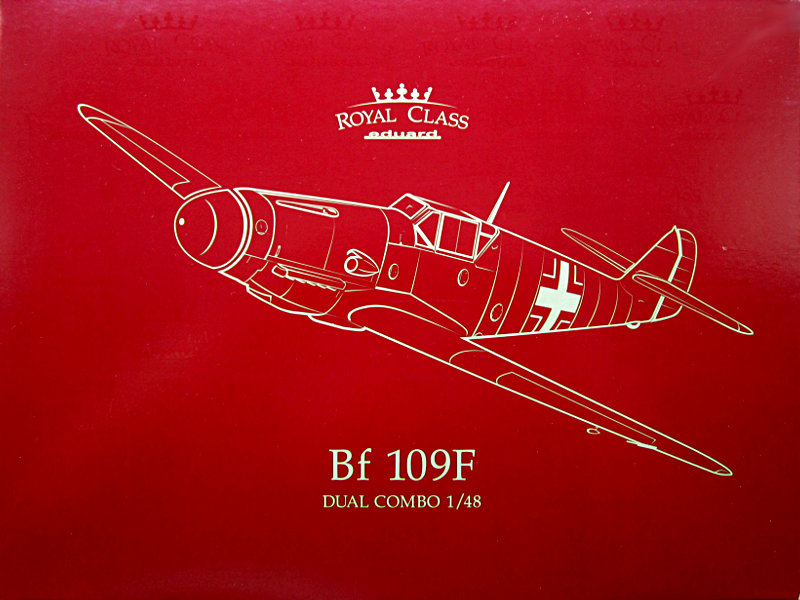 ROYAL CLASS
eduard
Bf 109F
DUAL COMBO 1/48